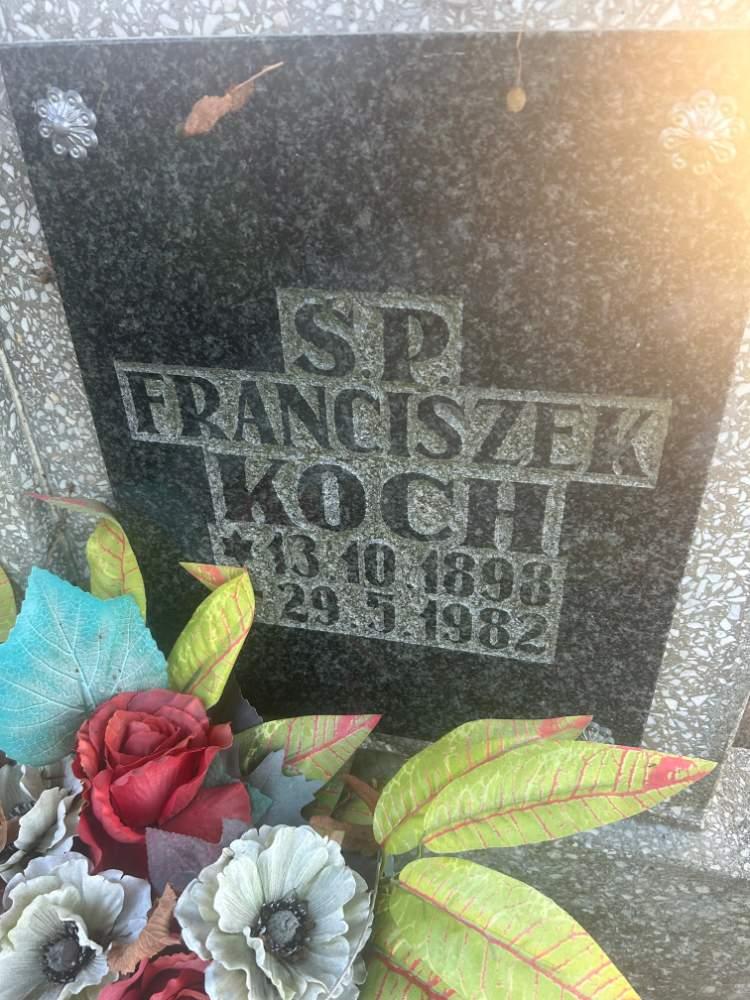 Ś.P.
FRANCISZEK
KOCH
* 13.10.1898
29.5.1982